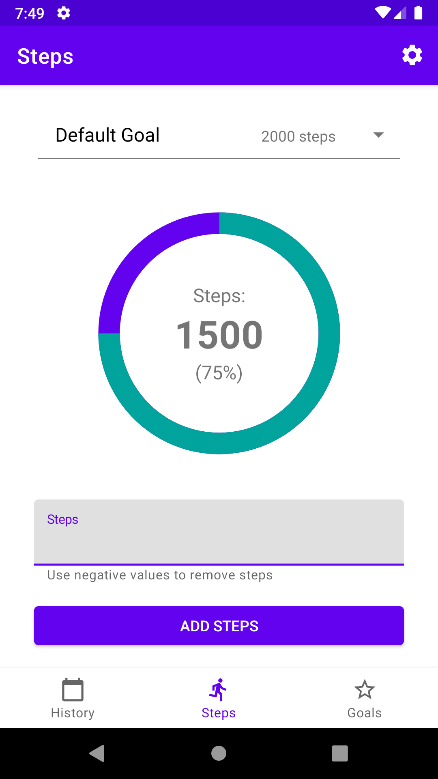 7:49
Steps
Default Goal 2000 steps
Steps:
1500
(75%)
Steps
Use negative values to remove steps
ADD STEPS
History Steps Goals